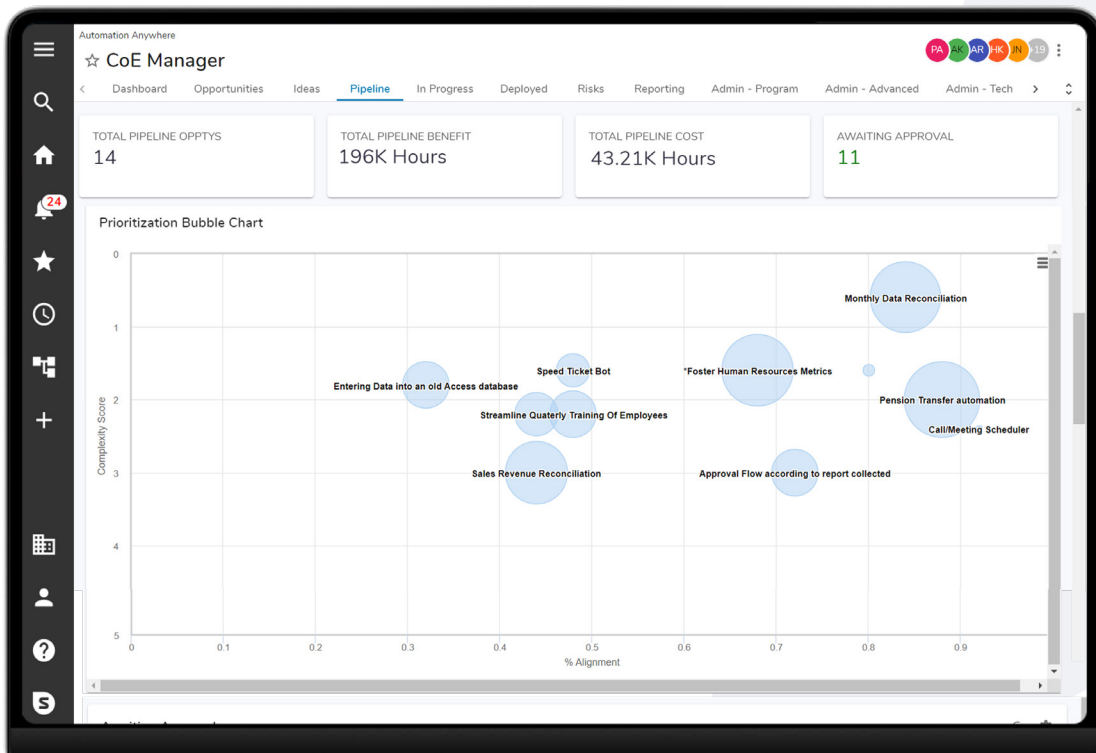 Automation Anywhere
CoE Manager
PA AK AR HK JN +19
Dashboard Opportunities Ideas Pipeline In Progress Deployed Risks Reporting Admin - Program Admin - Advanced Admin - Tech
24
TOTAL PIPELINE OPPTYS
14
TOTAL PIPELINE BENEFIT
196K Hours
TOTAL PIPELINE COST
43.21K Hours
AWAITING APPROVAL
11
Prioritization Bubble Chart
0
Monthly Data Reconciliation
1
Speed Ticket Bot
*Foster Human Resources Metrics
Entering Data into an old Access database
2
Pension Transfer automation
Streamline Quaterly Training Of Employees
Call/Meeting Scheduler
Complexity Score
3
Sales Revenue Reconciliation
Approval Flow according to report collected
4
5
0 0.1 0.2 0.3 0.4 0.5 0.6 0.7 0.8 0.9
% Alignment